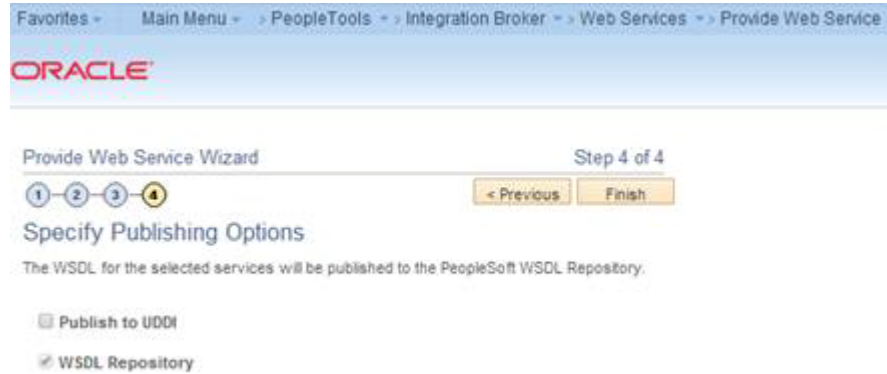 Favorites Main Menu > PeopleTools > Integration Broker > Web Services > Provide Web Service
ORACLE'
Provide Web Service Wizard Step 4 of 4
1 2 3 4 < Previous Finish
Specify Publishing Options
The WSDL for the selected services will be published to the PeopleSoft WSDL Repository.
Publish to UDDI
WSDL Repository